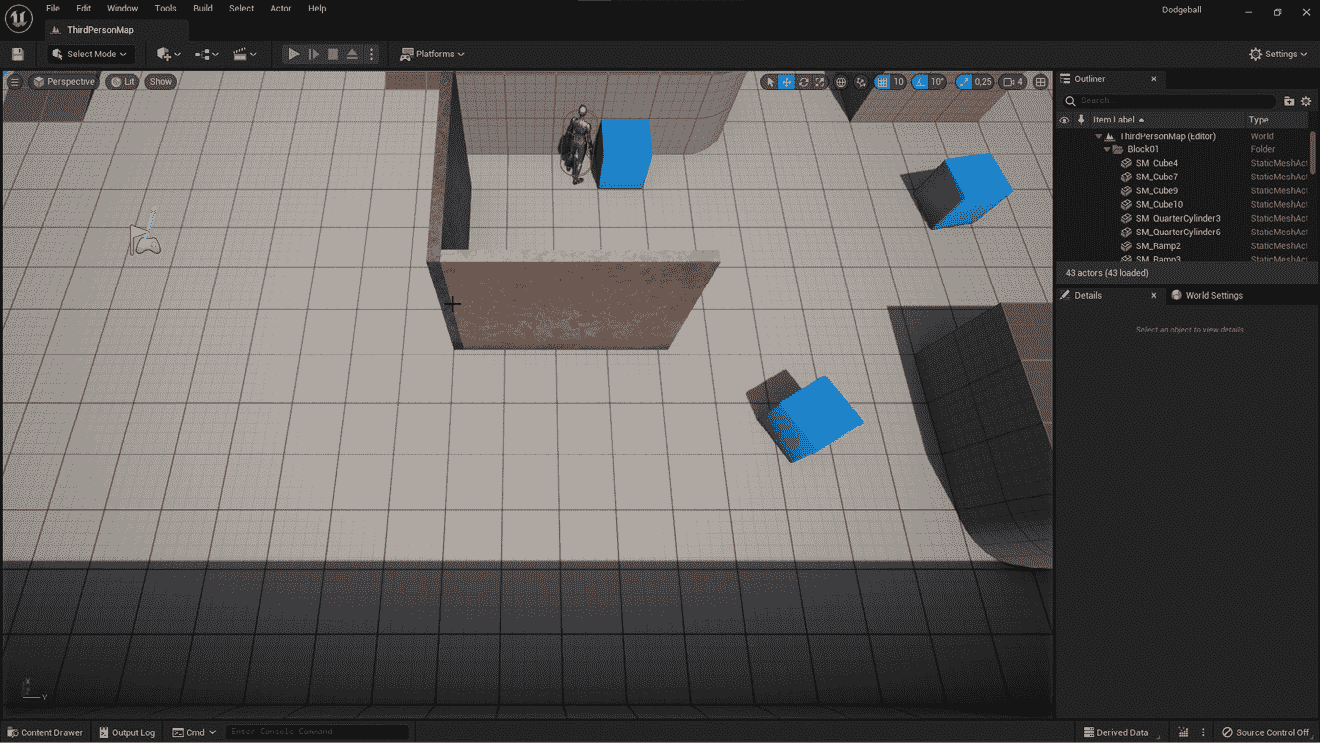 File Edit Window Tools Build Select Actor Help
Dodgeball
ThirdPersonMap
Select Mode
Platforms
Settings
Perspective Lit Show
10 10° 0,25 4
Outliner
Search...
Item Label Type
ThirdPersonMap (Editor) World
Block01 Folder
SM_Cube4 StaticMeshAct
SM_Cube7 StaticMeshAct
SM_Cube9 StaticMeshAct
SM_Cube10 StaticMeshAct
SM_QuarterCylinder3 StaticMeshAct
SM_QuarterCylinder6 StaticMeshAct
SM_Ramp2 StaticMeshAct
SM_Ramp3 StaticMeshAct
43 actors (43 loaded)
Details World Settings
Select an object to view details.
X
Y
Content Drawer Output Log Cmd Enter Console Command
Derived Data Source Control Off